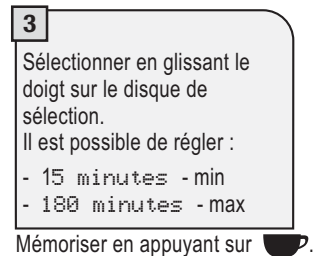 3
Sélectionner en glissant le
doigt sur le disque de
sélection.
Il est possible de régler :
- 15 minutes - min
- 180 minutes - max
Mémoriser en appuyant sur .